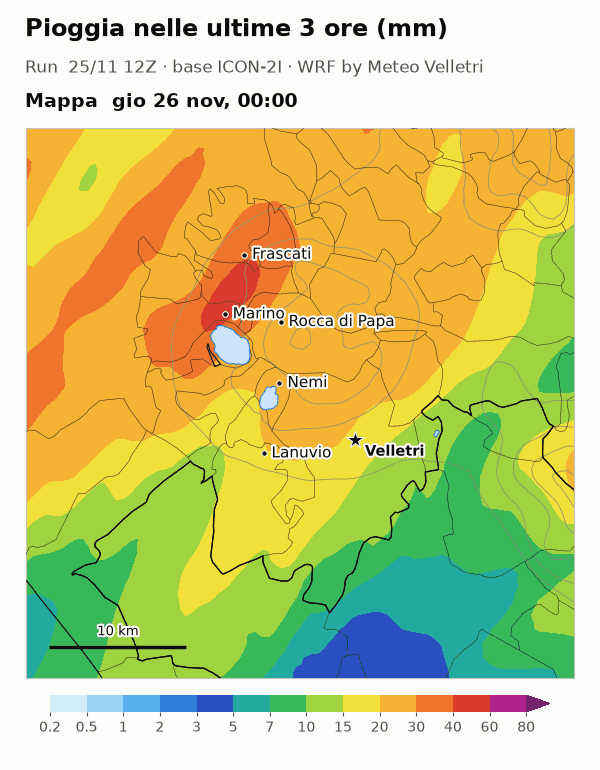 Pioggia nelle ultime 3 ore (mm)
Run  25/11 12Z · base ICON-2I · WRF by Meteo Velletri
Mappa  gio 26 nov, 00:00
Frascati
Marino
Rocca di Papa
Nemi
Velletri
Lanuvio
10 km
0.2 0.5 1 2 3 5 7 10 15 20 30 40 60 80